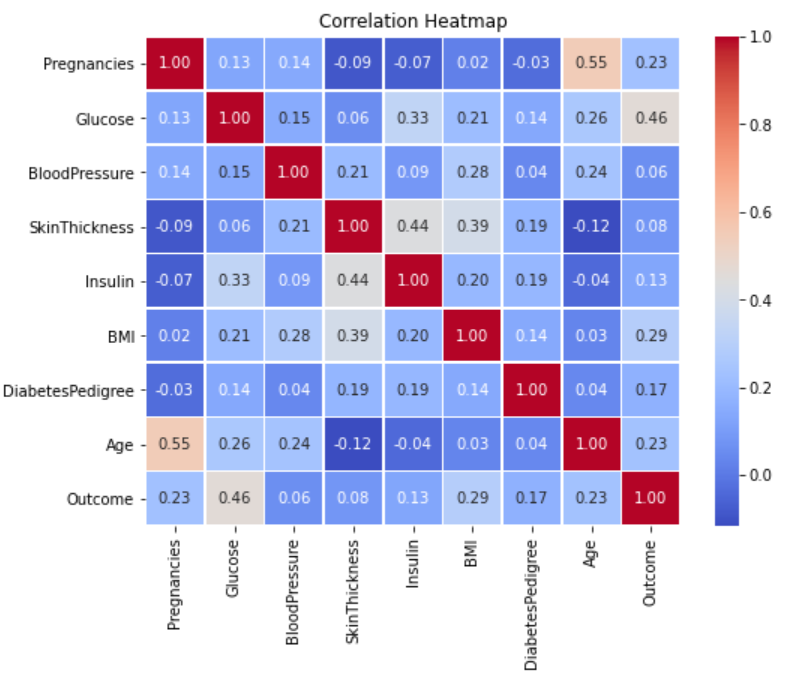 Correlation Heatmap
Pregnancies 1.00 0.13 0.14 -0.09 -0.07 0.02 -0.03 0.55 0.23
Glucose 0.13 1.00 0.15 0.06 0.33 0.21 0.14 0.26 0.46
BloodPressure 0.14 0.15 1.00 0.21 0.09 0.28 0.04 0.24 0.06
SkinThickness -0.09 0.06 0.21 1.00 0.44 0.39 0.19 -0.12 0.08
Insulin -0.07 0.33 0.09 0.44 1.00 0.20 0.19 -0.04 0.13
BMI 0.02 0.21 0.28 0.39 0.20 1.00 0.14 0.03 0.29
DiabetesPedigree -0.03 0.14 0.04 0.19 0.19 0.14 1.00 0.04 0.17
Age 0.55 0.26 0.24 -0.12 -0.04 0.03 0.04 1.00 0.23
Outcome 0.23 0.46 0.06 0.08 0.13 0.29 0.17 0.23 1.00
Pregnancies
Glucose
BloodPressure
SkinThickness
Insulin
BMI
DiabetesPedigree
Age
Outcome
1.0
0.8
0.6
0.4
0.2
0.0